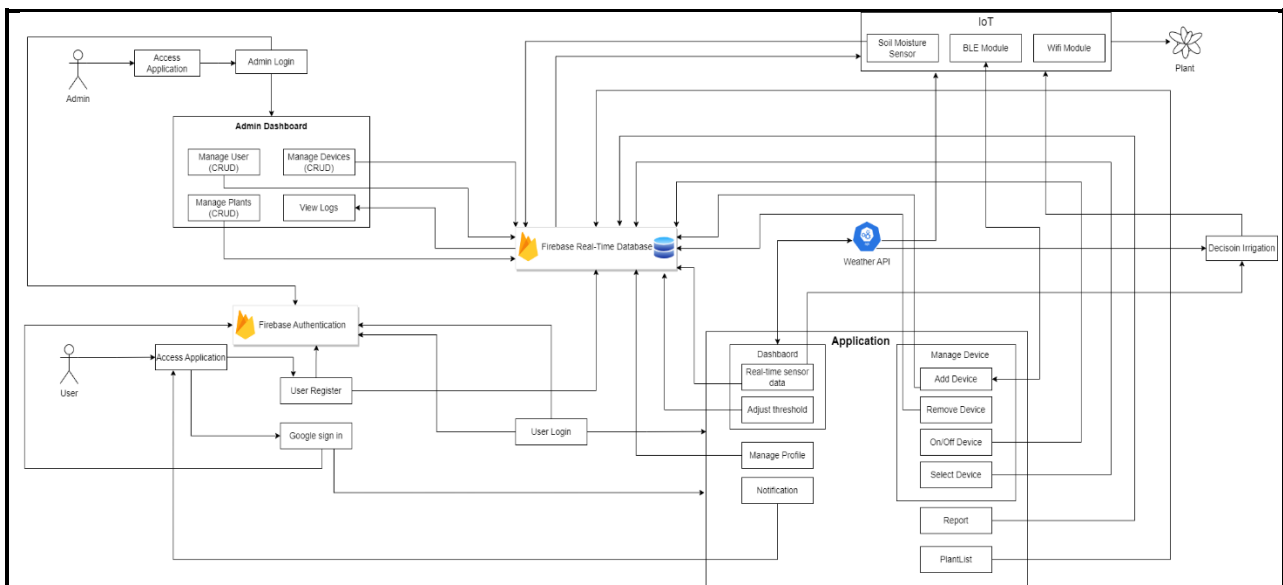 IoT
Soil Moisture
Sensor
BLE Module
Wifi Module
Plant
Access
Application
Admin Login
Admin
Admin Dashboard
Manage User
(CRUD)
Manage Devices
(CRUD)
Manage Plants
(CRUD)
View Logs
Firebase Real-Time Database
Weather API
Decisoin Irrigation
Firebase Authentication
Access Application
User
User Register
Google sign in
User Login
Application
Dashbaord
Real-time sensor
data
Adjust threshold
Manage Profile
Notification
Manage Device
Add Device
Remove Device
On/Off Device
Select Device
Report
PlantList